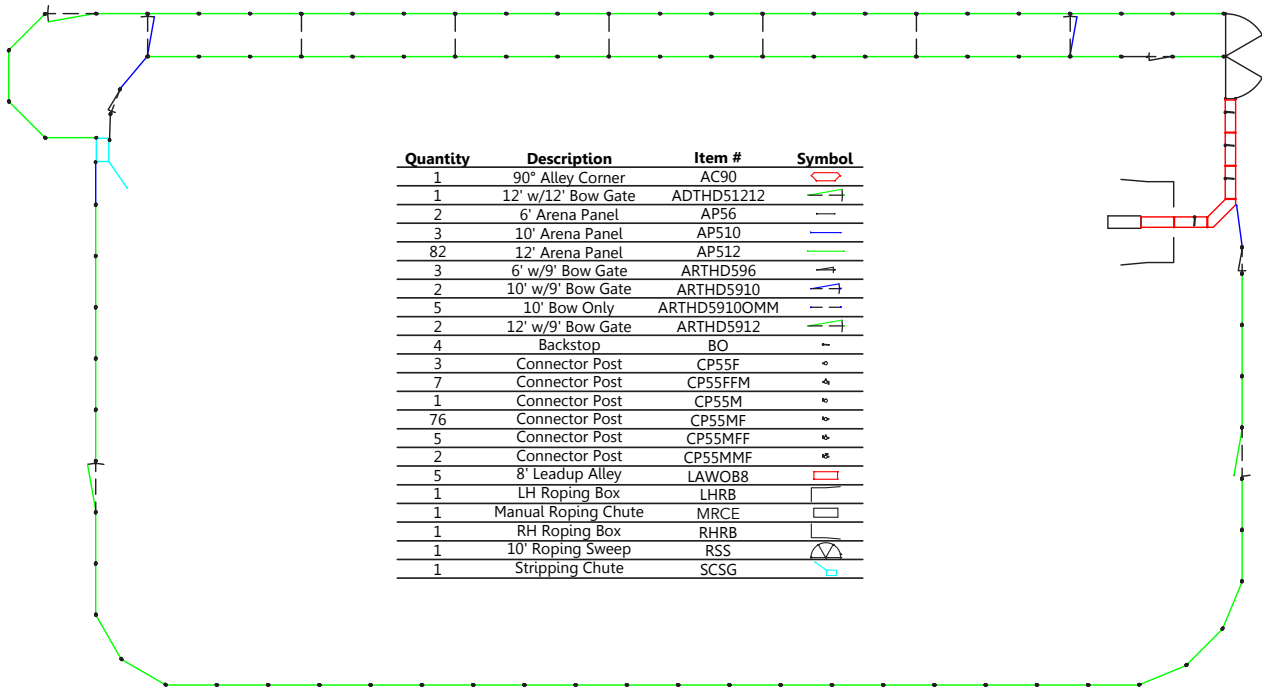 Quantity Description Item # Symbol
1 90° Alley Corner AC90
1 12' w/12' Bow Gate ADTHD51212
2 6' Arena Panel AP56
3 10' Arena Panel AP510
82 12' Arena Panel AP512
3 6' w/9' Bow Gate ARTHD596
2 10' w/9' Bow Gate ARTHD5910
5 10' Bow Only ARTHD5910OMM
2 12' w/9' Bow Gate ARTHD5912
4 Backstop BO
3 Connector Post CP55F
7 Connector Post CP55FFM
1 Connector Post CP55M
76 Connector Post CP55MF
5 Connector Post CP55MFF
2 Connector Post CP55MMF
5 8' Leadup Alley LAWOB8
1 LH Roping Box LHRB
1 Manual Roping Chute MRCE
1 RH Roping Box RHRB
1 10' Roping Sweep RSS
1 Stripping Chute SCSG